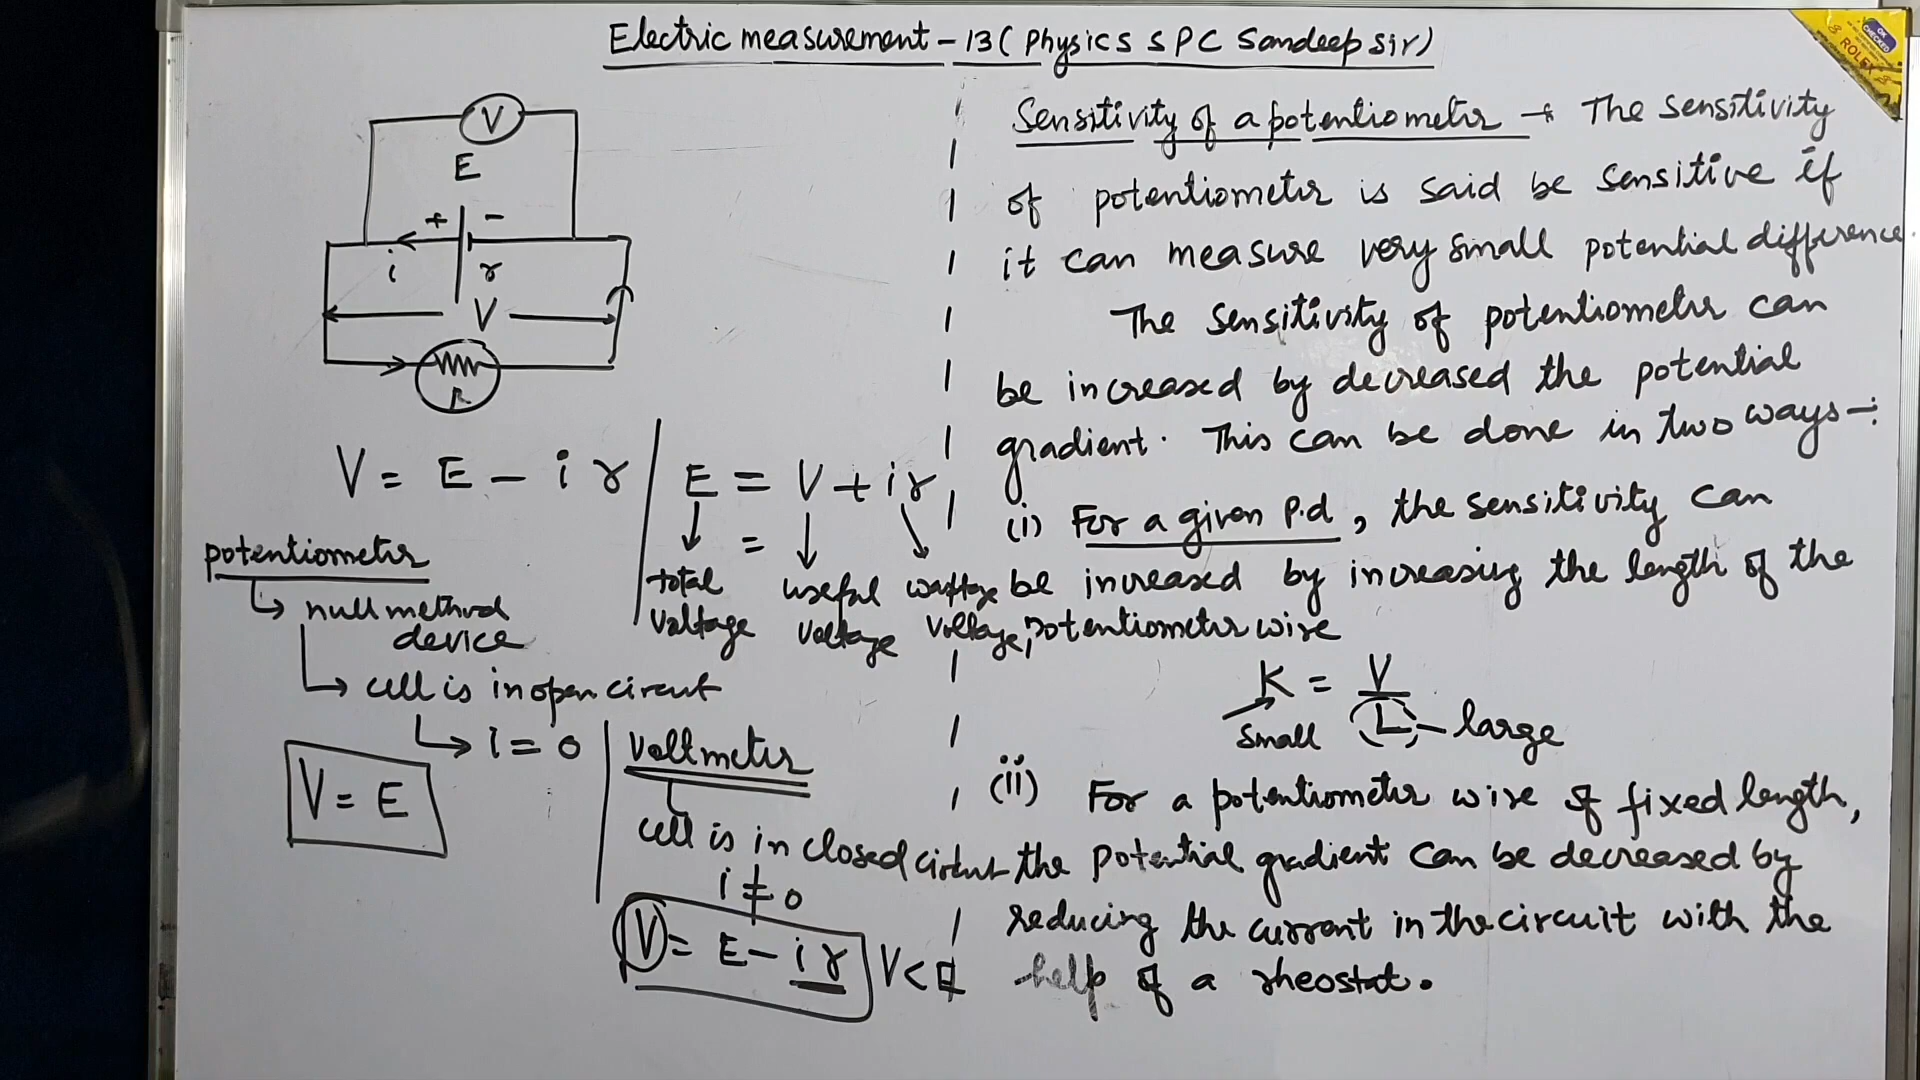 Electric measurement - 13 ( Physics SPC Sandeep Sir)
OK
CHECKED
ROLEX
V
E
+ -
i r
V
R
V = E - i r
E = V + ir
=
total useful wastage
voltage voltage voltage
potentiometer
null method
device
cell is in open circuit
i = 0
V = E
voltmeter
cell is in closed circuit
i ≠ 0
V = E - i r V < E
Sensitivity of a potentiometer → The sensitivity
of potentiometer is said be sensitive if
it can measure very small potential difference.
The sensitivity of potentiometer can
be increased by decreased the potential
gradient. This can be done in two ways -:
(i) For a given p.d, the sensitivity can
be increased by increasing the length of the
potentiometer wire
K = V
L - large
small
(ii) For a potentiometer wire of fixed length,
the potential gradient can be decreased by
reducing the current in the circuit with the
help of a rheostat.